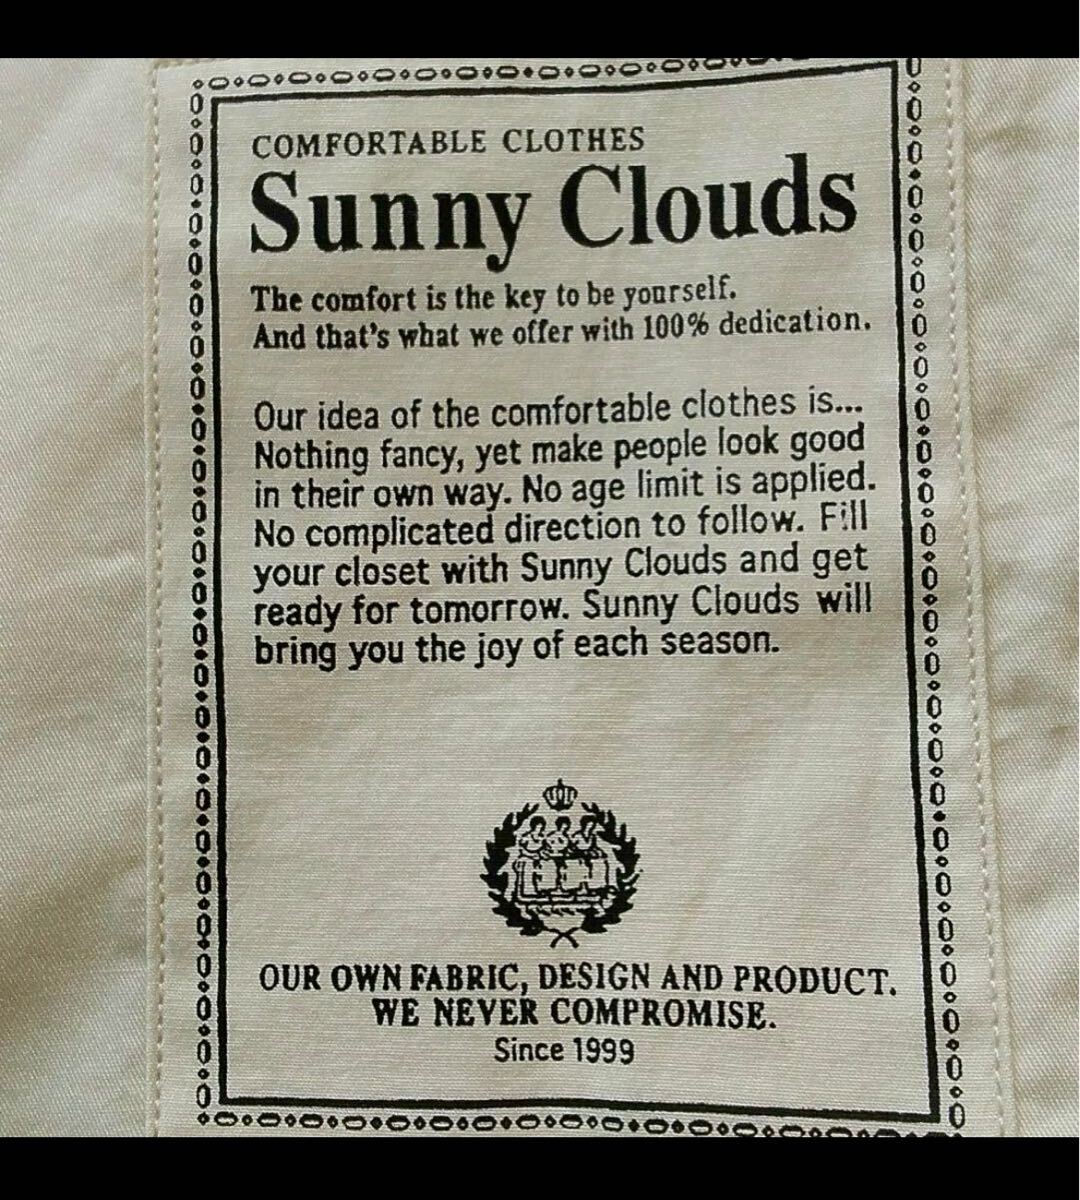 COMFORTABLE CLOTHES
Sunny Clouds
The comfort is the key to be yourself.
And that's what we offer with 100% dedication.
Our idea of the comfortable clothes is...
Nothing fancy, yet make people look good
in their own way. No age limit is applied.
No complicated direction to follow. Fill
your closet with Sunny Clouds and get
ready for tomorrow. Sunny Clouds will
bring you the joy of each season.
OUR OWN FABRIC, DESIGN AND PRODUCT.
WE NEVER COMPROMISE.
Since 1999